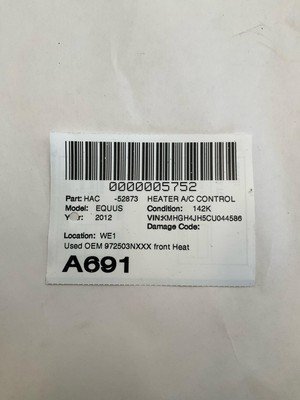 0000005752
Part: HAC -52873 HEATER A/C CONTROL
Model: EQUUS Condition: 142K
Year: 2012 VIN:KMHGH4JH5CU044586
Damage Code:
Location: WE1
Used OEM 972503NXXX front Heat
A691